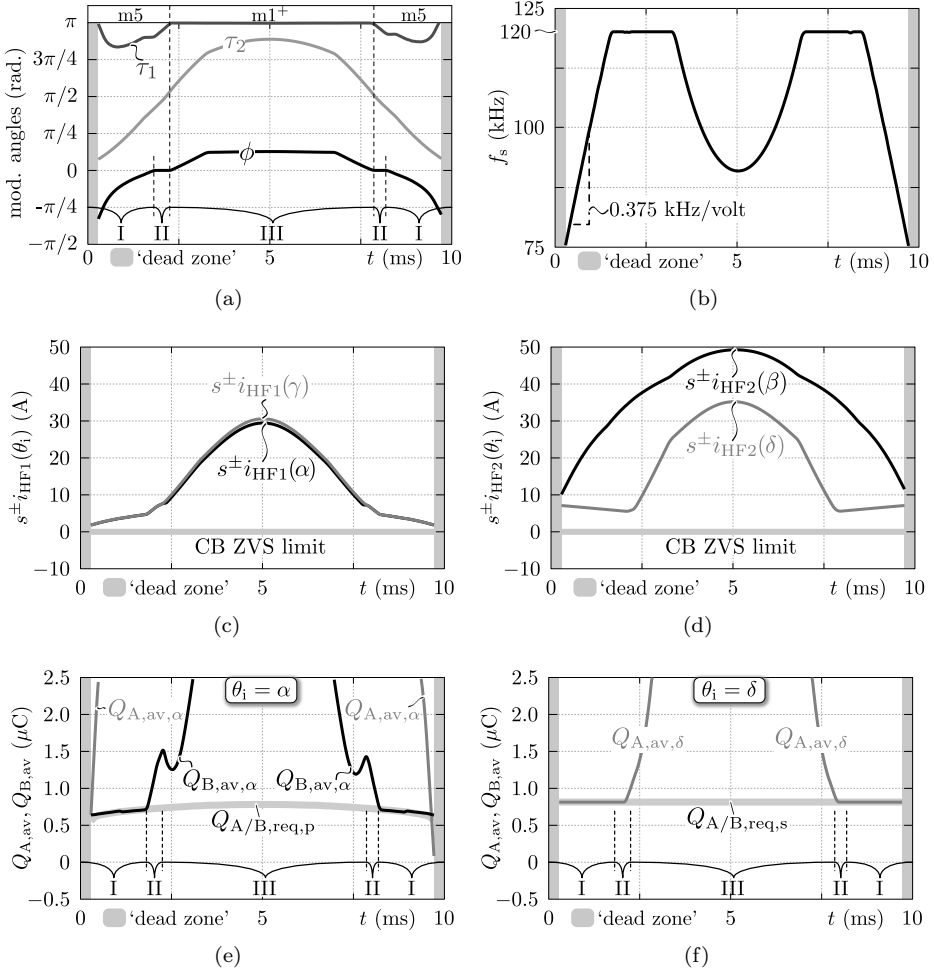 m5 m1⁺ m5
mod. angles (rad.)
π
3π/4
π/2
π/4
0
-π/4
−π/2
τ₁
τ₂
ϕ
I II III II I
0 5 10
'dead zone' t (ms)
(a)
fₛ (kHz)
125
120
100
75
0.375 kHz/volt
0 5 10
'dead zone' t (ms)
(b)
s±i_HF1(θᵢ) (A)
50
40
30
20
10
0
−10
s±i_HF1(γ)
s±i_HF1(α)
CB ZVS limit
0 5 10
'dead zone' t (ms)
(c)
s±i_HF2(θᵢ) (A)
50
40
30
20
10
0
−10
s±i_HF2(β)
s±i_HF2(δ)
CB ZVS limit
0 5 10
'dead zone' t (ms)
(d)
Q_A,av, Q_B,av (μC)
2.5
2.0
1.5
1.0
0.5
0
−0.5
θᵢ = α
Q_A,av,α Q_A,av,α
Q_B,av,α Q_B,av,α
Q_A/B,req,p
I II III II I
0 5 10
'dead zone' t (ms)
(e)
Q_A,av, Q_B,av (μC)
2.5
2.0
1.5
1.0
0.5
0
−0.5
θᵢ = δ
Q_A,av,δ Q_A,av,δ
Q_A/B,req,s
I II III II I
0 5 10
'dead zone' t (ms)
(f)